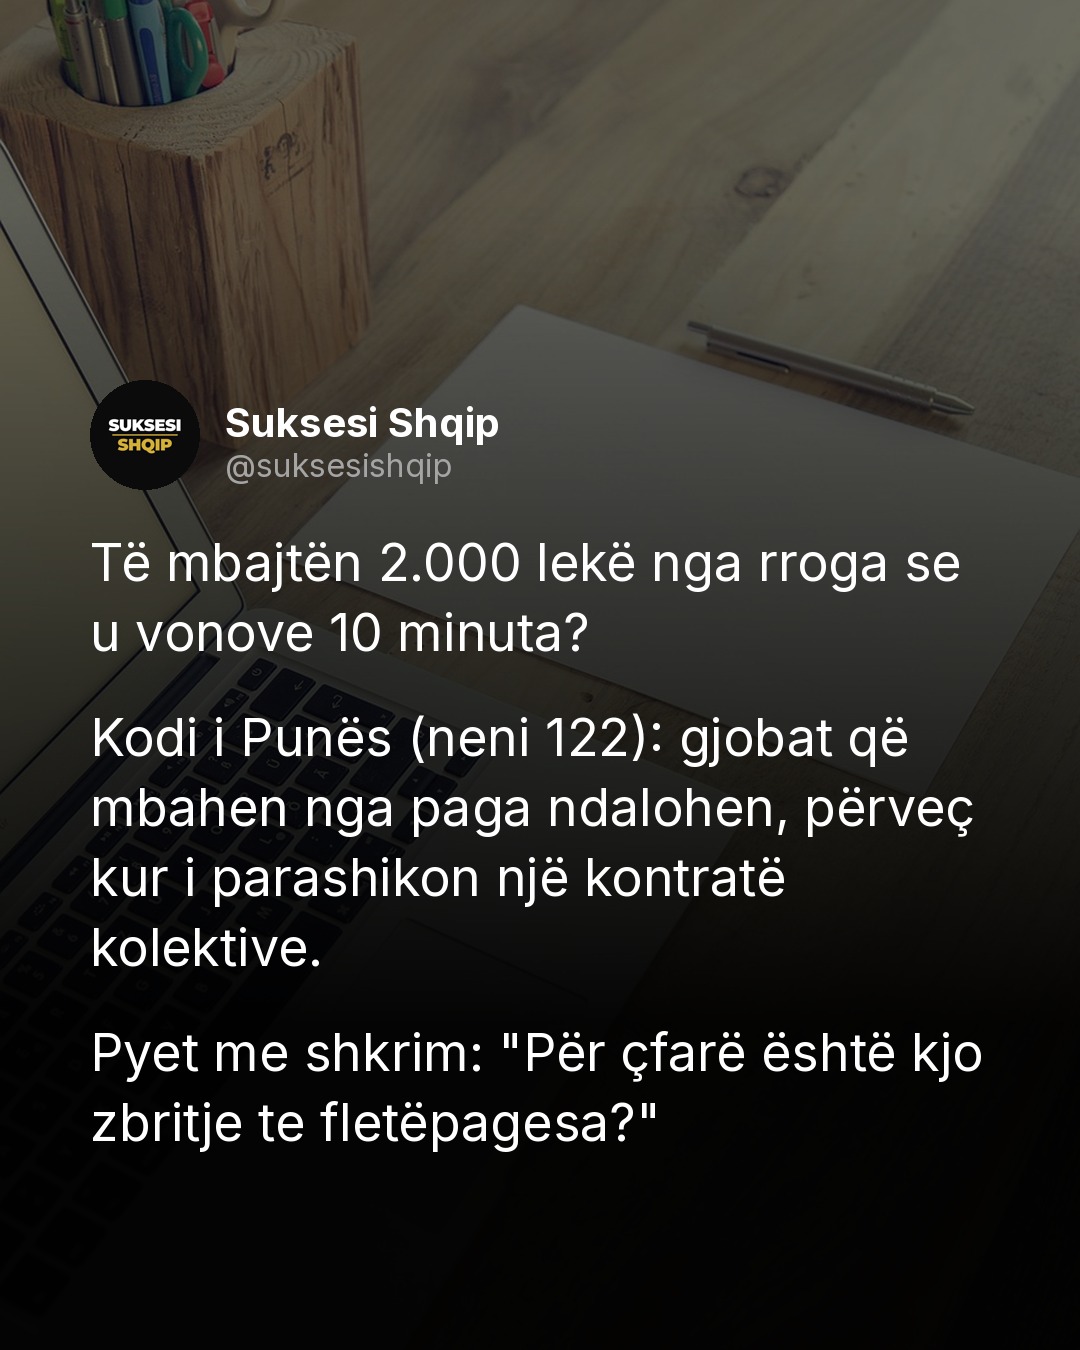 SUKSESI
SHQIP
Suksesi Shqip
@suksesishqip
Të mbajtën 2.000 lekë nga rroga se
u vonove 10 minuta?
Kodi i Punës (neni 122): gjobat që
mbahen nga paga ndalohen, përveç
kur i parashikon një kontratë
kolektive.
Pyet me shkrim: "Për çfarë është kjo
zbritje te fletëpagesa?"